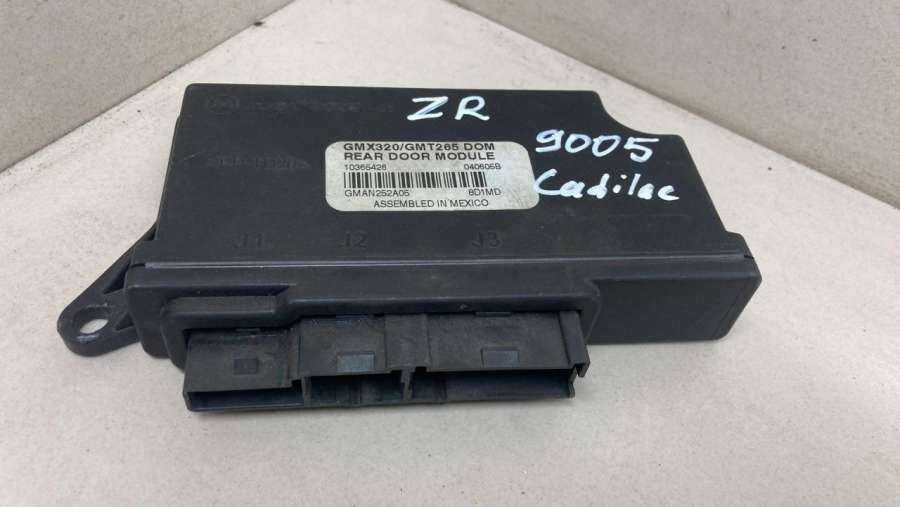 ZR
GMX320/GMT265 DOM
REAR DOOR MODULE
10365426 040605B
GMAN252A05 8D1MD
ASSEMBLED IN MEXICO
9005
Cadilac
J1 J2 J3